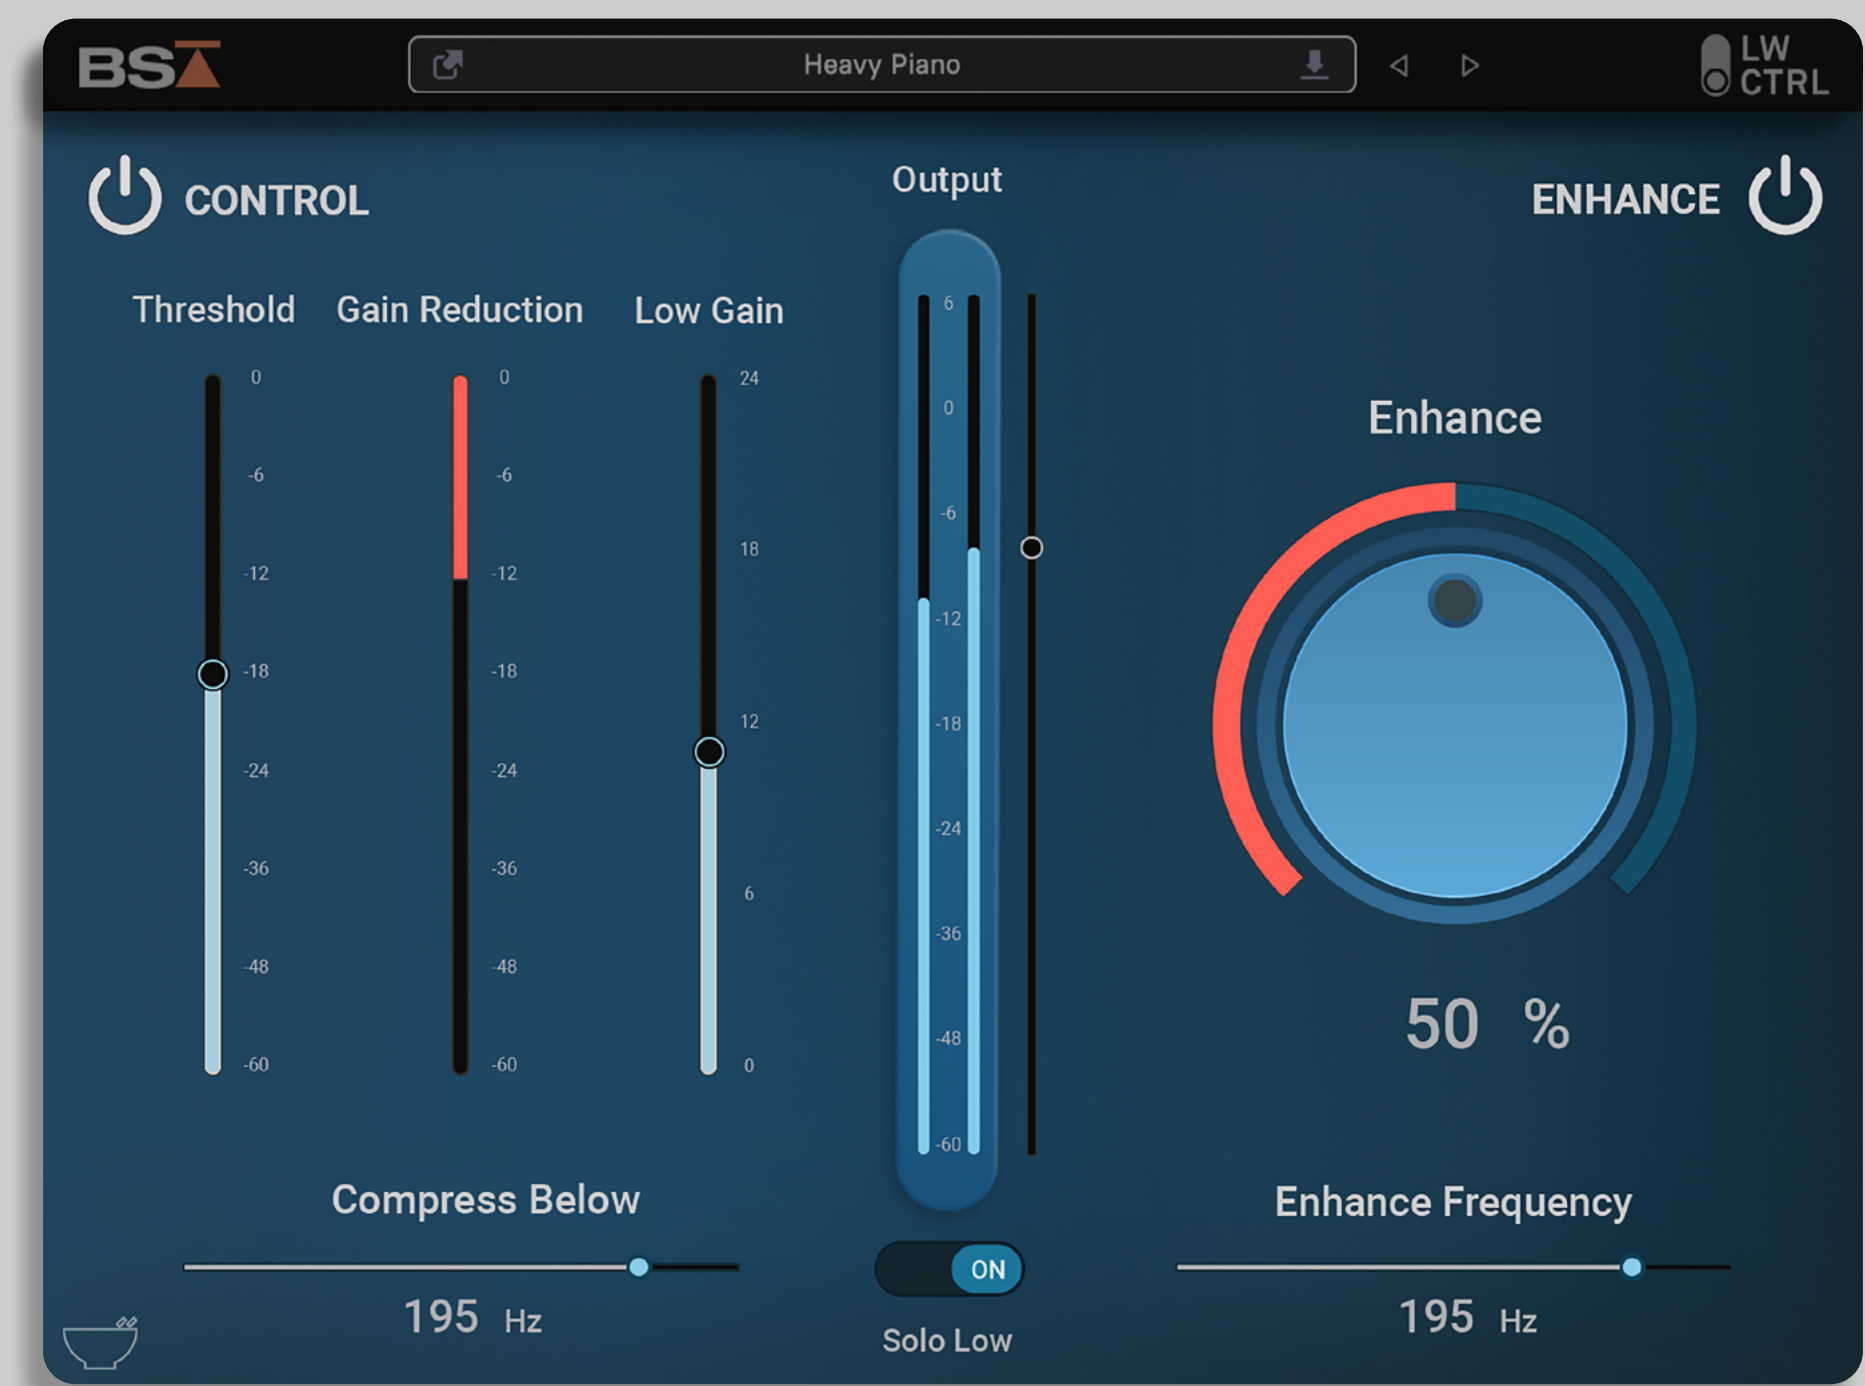 BSA
Heavy Piano
LW
CTRL
CONTROL
Output
ENHANCE
Threshold
Gain Reduction
Low Gain
0
-6
-12
-18
-24
-36
-48
-60
0
-6
-12
-18
-24
-36
-48
-60
24
18
12
6
0
6
0
-6
-12
-18
-24
-36
-48
-60
Enhance
50 %
Compress Below
195 Hz
ON
Solo Low
Enhance Frequency
195 Hz